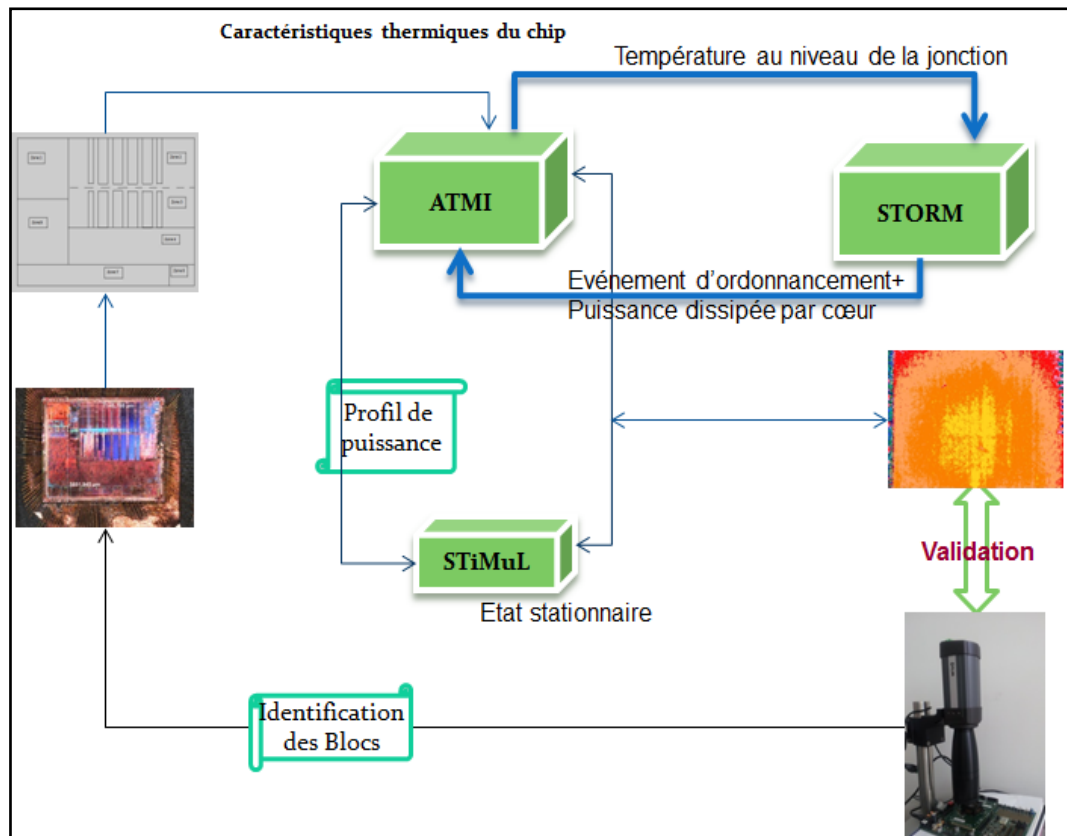 Caractéristiques thermiques du chip
Température au niveau de la jonction
ATMI
STORM
Evénement d'ordonnancement+
Puissance dissipée par cœur
Profil de
puissance
Validation
STiMuL
Etat stationnaire
Identification
des Blocs